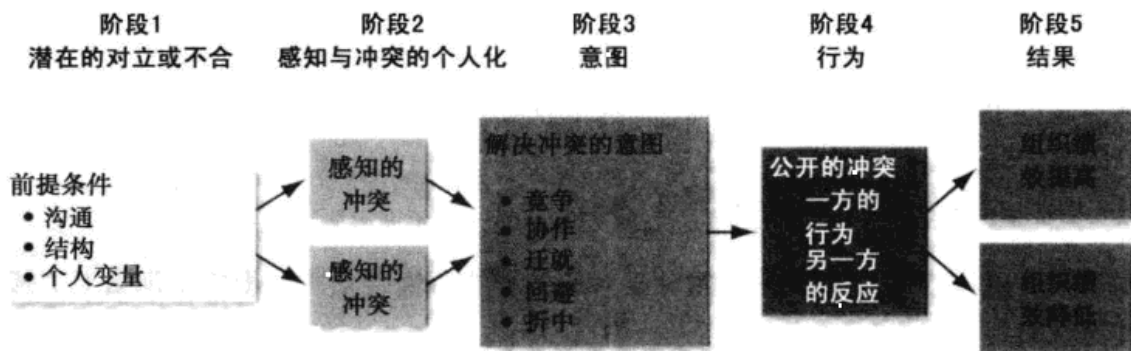 阶段1
潜在的对立或不合
阶段2
感知与冲突的个人化
阶段3
意图
阶段4
行为
阶段5
结果
前提条件
• 沟通
• 结构
• 个人变量
感知的
冲突
感知的
冲突
解决冲突的意图
• 竞争
• 协作
• 迁就
• 回避
• 折中
公开的冲突
一方的
行为
另一方
的反应
组织绩
效提高
组织绩
效降低